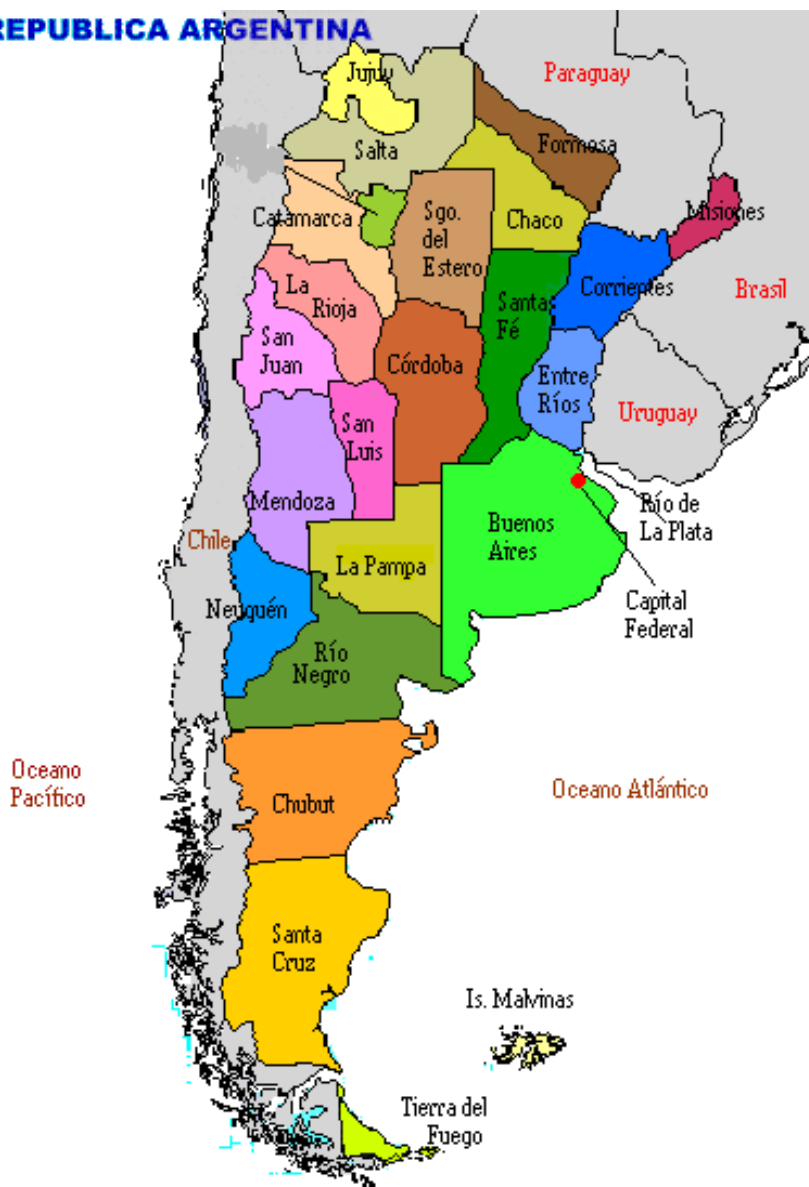 REPUBLICA ARGENTINA
Jujuy
Paraguay
Salta
Formosa
Catamarca
Sgo.
del
Estero
Chaco
Misiones
La
Rioja
Santa
Fé
Corrientes
Brasil
San
Juan
Córdoba
Entre
Ríos
San
Luis
Uruguay
Mendoza
Buenos
Aires
Río de
La Plata
Chile
La Pampa
Neuquén
Capital
Federal
Río
Negro
Oceano
Pacífico
Chubut
Oceano Atlántico
Santa
Cruz
Is. Malvinas
Tierra del
Fuego